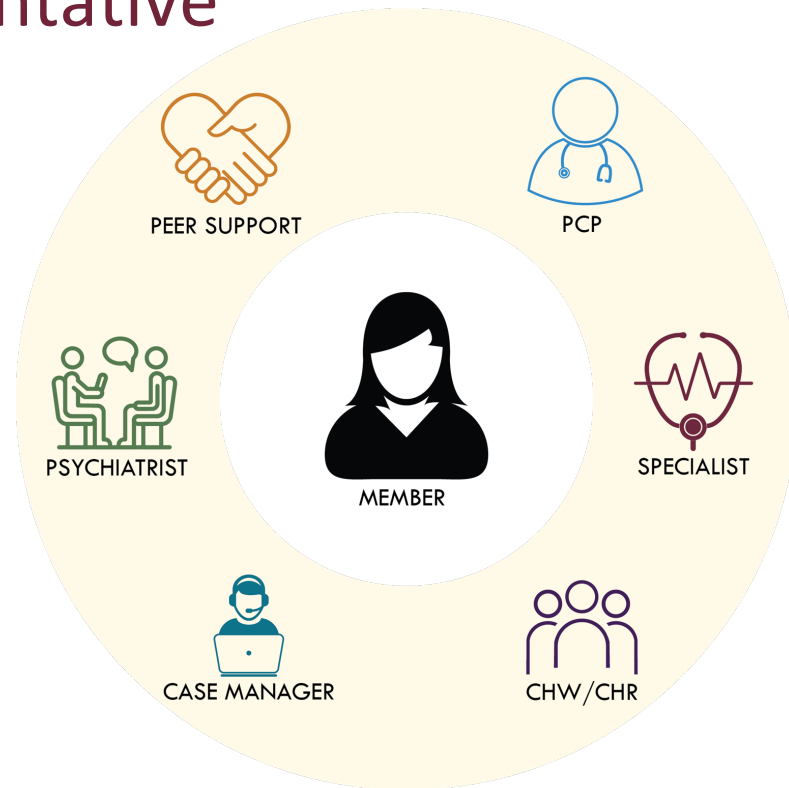 PEER SUPPORT
PCP
PSYCHIATRIST
SPECIALIST
MEMBER
CASE MANAGER
CHW/CHR